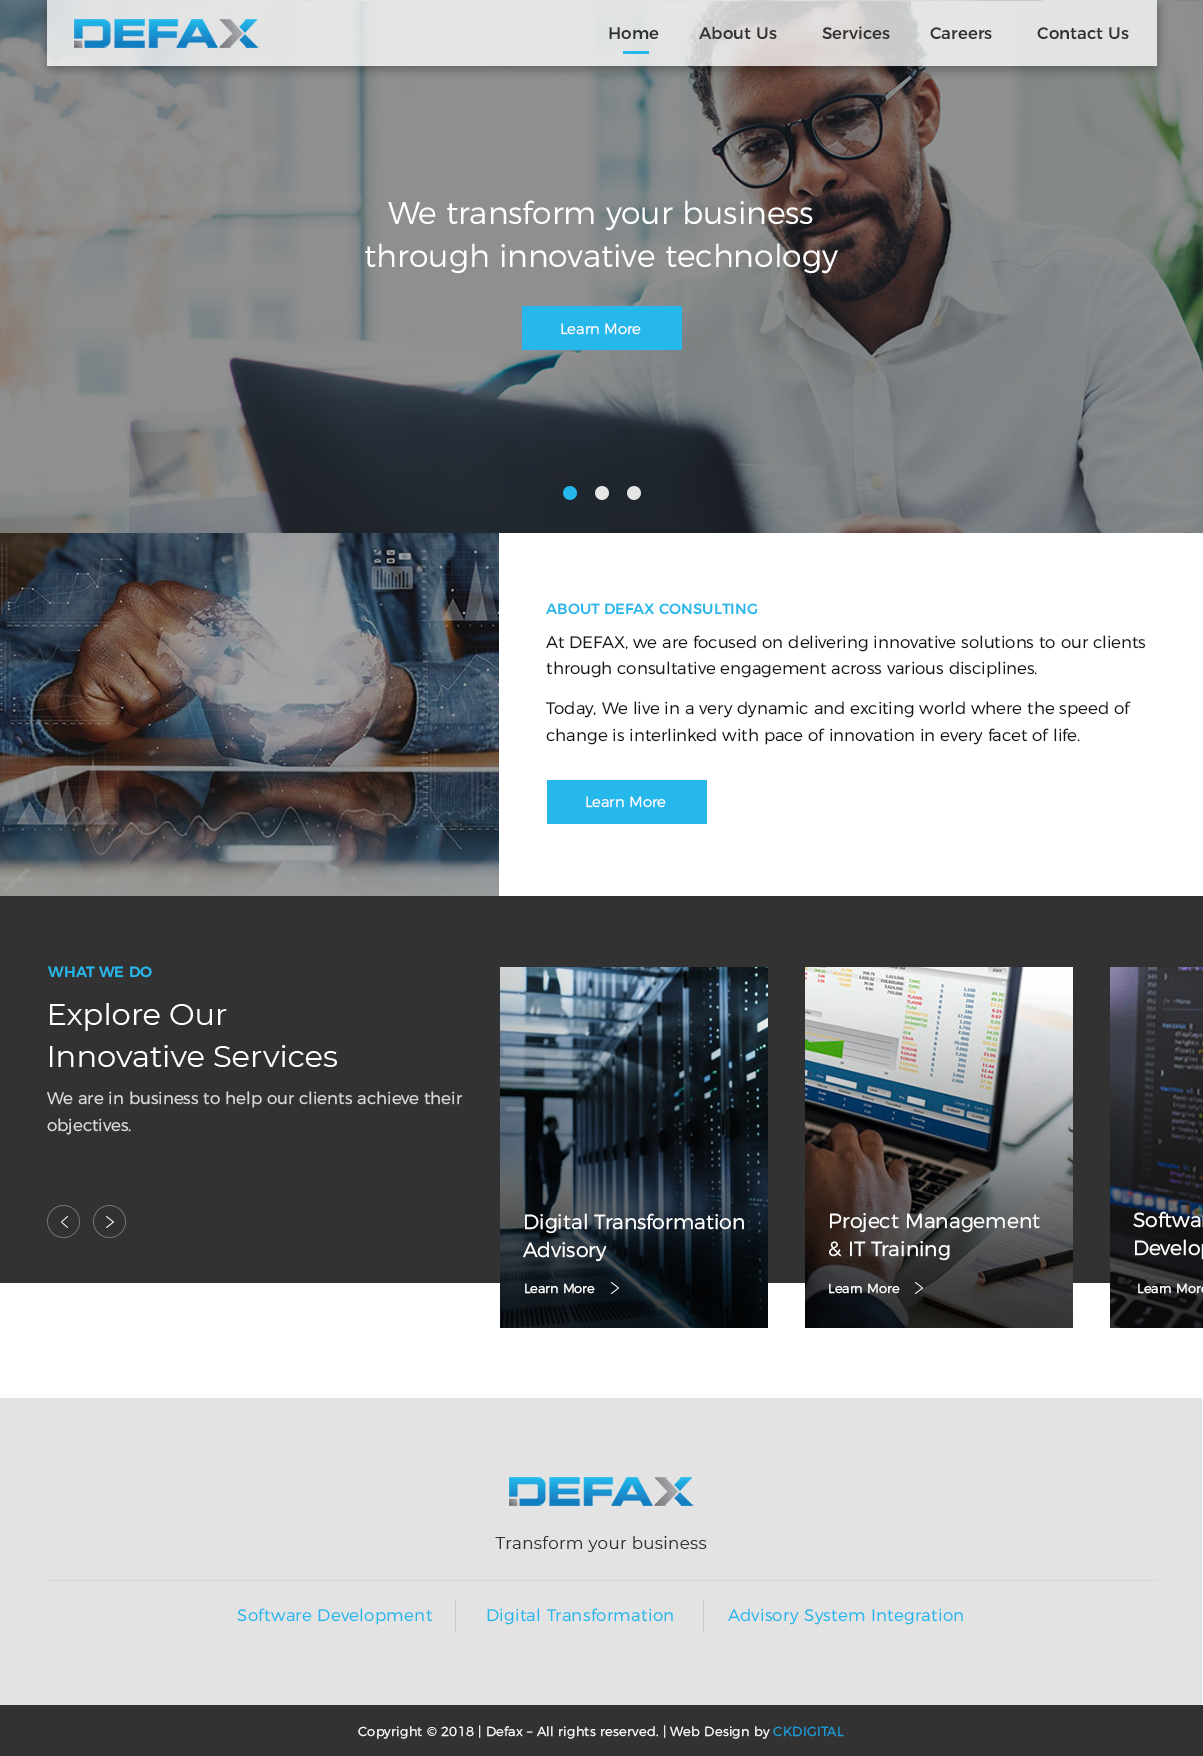 DEFAX
Home About Us Services Careers Contact Us
We transform your business
through innovative technology
Learn More
ABOUT DEFAX CONSULTING
At DEFAX, we are focused on delivering innovative solutions to our clients
through consultative engagement across various disciplines.
Today, We live in a very dynamic and exciting world where the speed of
change is interlinked with pace of innovation in every facet of life.
Learn More
WHAT WE DO
Explore Our
Innovative Services
We are in business to help our clients achieve their
objectives.
Digital Transformation
Advisory
Learn More
Project Management
& IT Training
Learn More
Softwa
Develop
Learn More
DEFAX
Transform your business
Software Development
Digital Transformation
Advisory System Integration
Copyright © 2018 | Defax – All rights reserved. | Web Design by CKDIGITAL